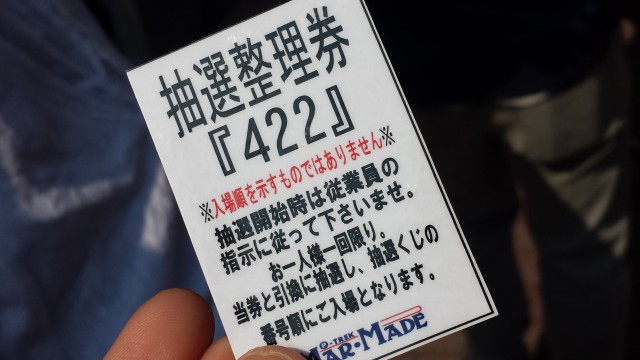 抽選整理券
『422』
※入場順を示すものではありません※
抽選開始時は従業員の
指示に従って下さいませ。
お一人様一回限り。
当券と引換に抽選し、抽選くじの
番号順にご入場となります。
P-TREK
MAR·MADE